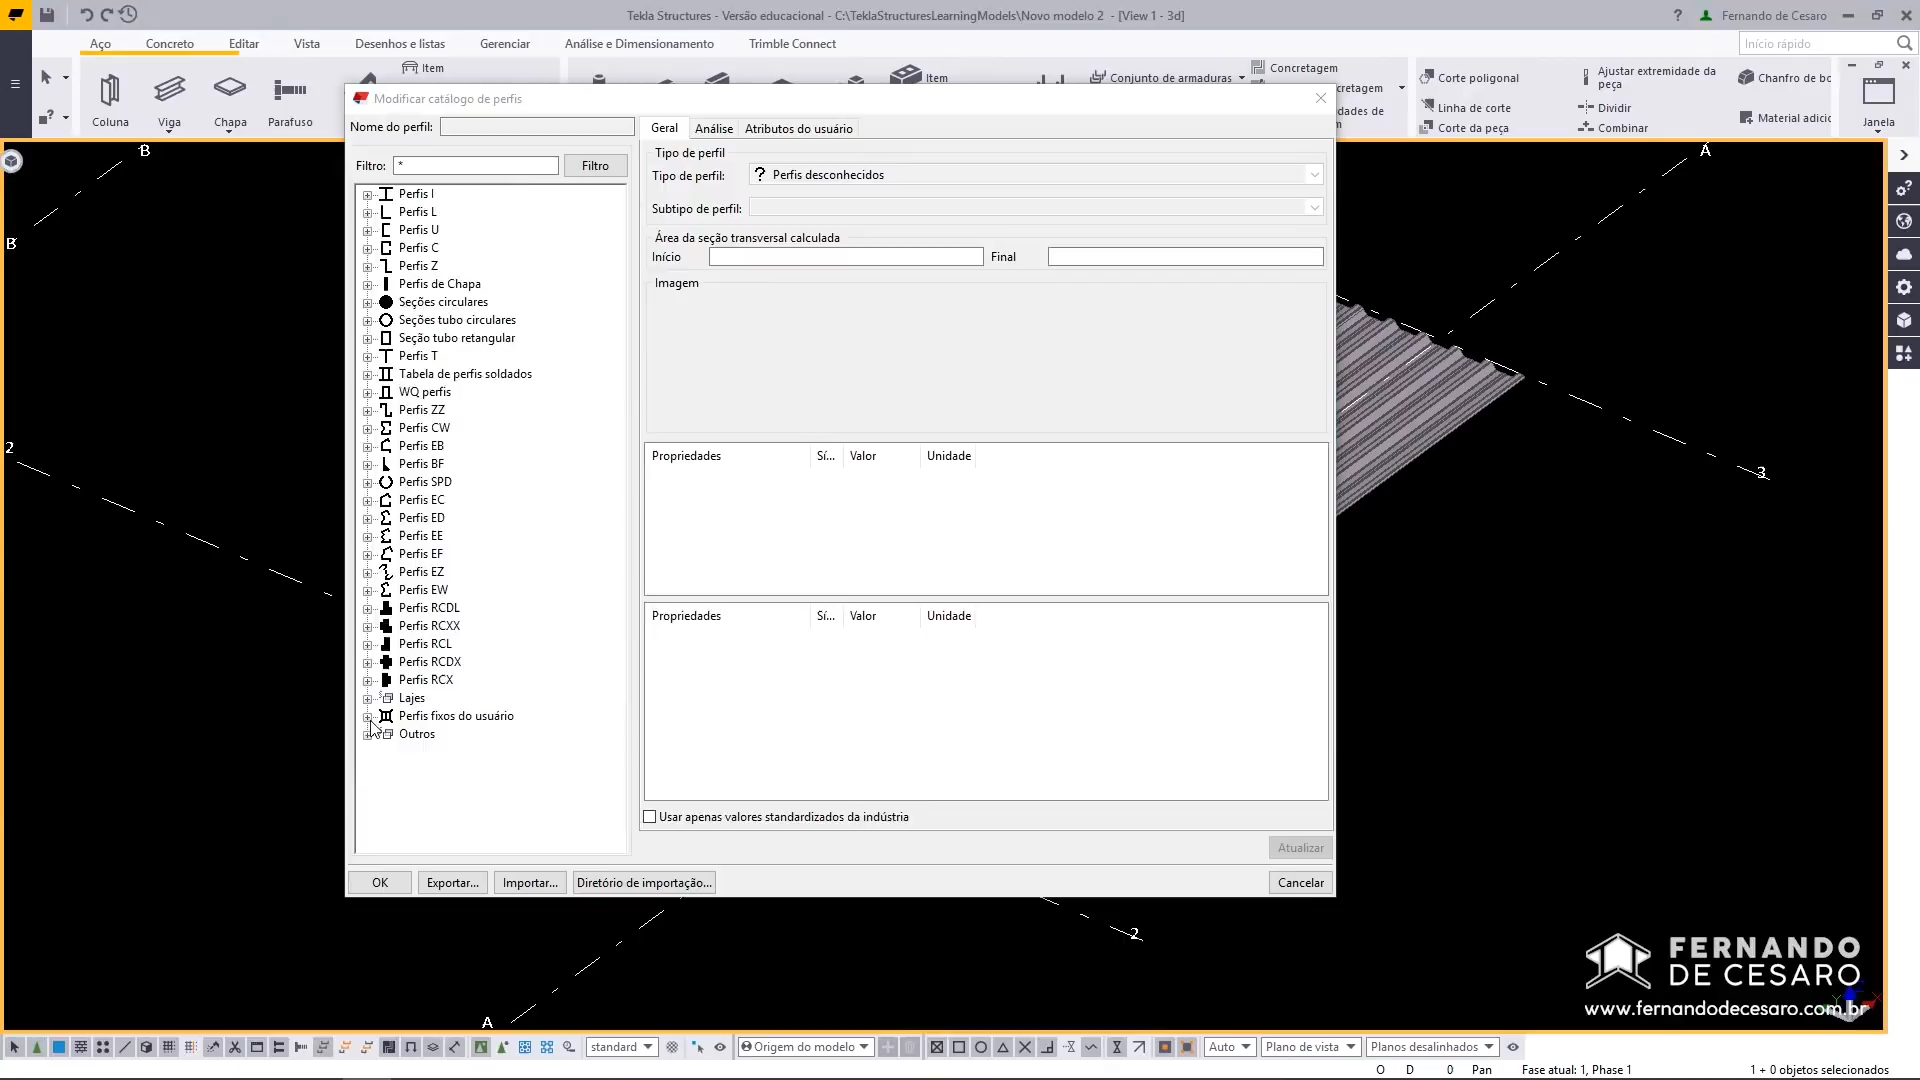 Tekla Structures - Versão educacional - C:\TeklaStructuresLearningModels\Novo modelo 2 - [View 1 - 3d]
? Fernando de Cesaro
Aço Concreto Editar Vista Desenhos e listas Gerenciar Análise e Dimensionamento Trimble Connect
Início rápido
Item
Coluna Viga Chapa Parafuso
Item
Conjunto de armaduras
Concretagem
cretagem
dades de
Corte poligonal
Linha de corte
Corte da peça
Ajustar extremidade da peça
Dividir
Combinar
Chanfro de bo
Material adicio
Janela
Modificar catálogo de perfis
Nome do perfil:
Filtro: * Filtro
Perfis I
Perfis L
Perfis U
Perfis C
Perfis Z
Perfis de Chapa
Seções circulares
Seções tubo circulares
Seção tubo retangular
Perfis T
Tabela de perfis soldados
WQ perfis
Perfis ZZ
Perfis CW
Perfis EB
Perfis BF
Perfis SPD
Perfis EC
Perfis ED
Perfis EE
Perfis EF
Perfis EZ
Perfis EW
Perfis RCDL
Perfis RCXX
Perfis RCL
Perfis RCDX
Perfis RCX
Lajes
Perfis fixos do usuário
Outros
Geral Análise Atributos do usuário
Tipo de perfil
Tipo de perfil: ? Perfis desconhecidos
Subtipo de perfil:
Área da seção transversal calculada
Início Final
Imagem
Propriedades Sí... Valor Unidade
Propriedades Sí... Valor Unidade
Usar apenas valores standardizados da indústria
Atualizar
OK Exportar... Importar... Diretório de importação... Cancelar
B
B
2
A
3
2
A
FERNANDO
DE CESARO
www.fernandodecesaro.com.br
standard Origem do modelo Auto Plano de vista Planos desalinhados
O D 0 Pan Fase atual: 1, Phase 1 1 + 0 objetos selecionados